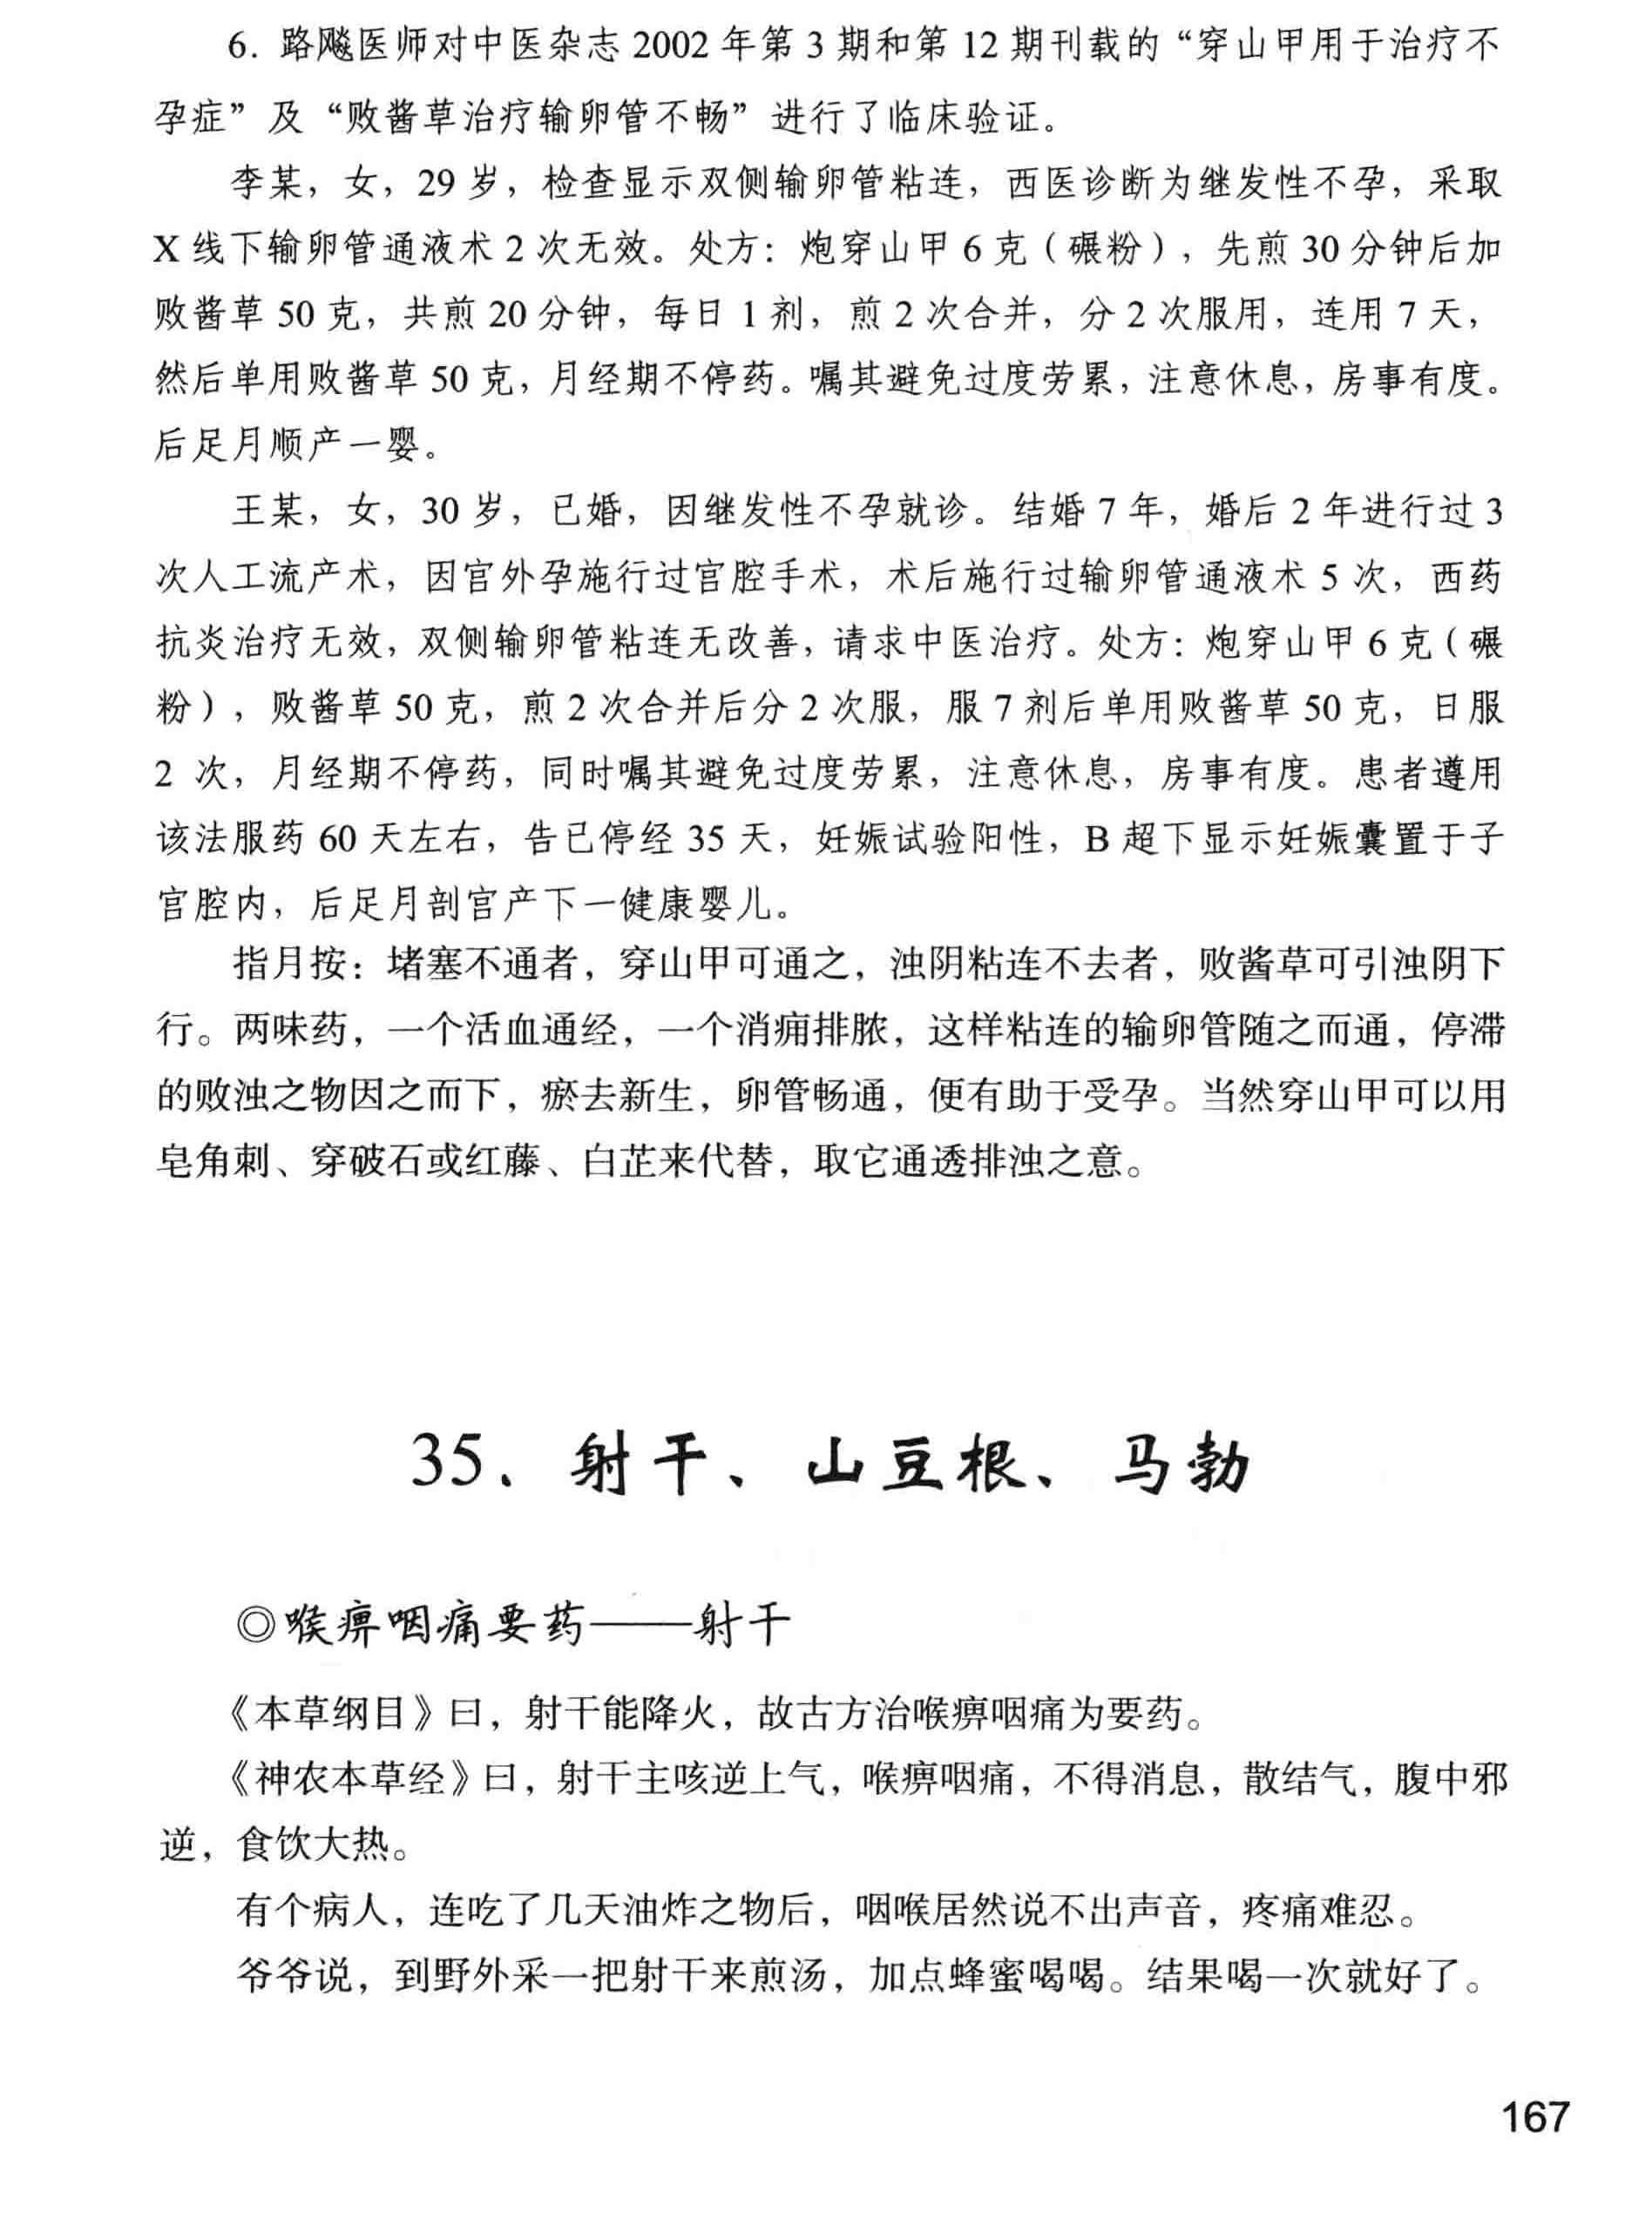 6. 路飚医师对中医杂志 2002 年第 3 期和第 12 期刊载的“穿山甲用于治疗不
孕症”及“败酱草治疗输卵管不畅”进行了临床验证。
李某，女，29 岁，检查显示双侧输卵管粘连，西医诊断为继发性不孕，采取
X 线下输卵管通液术 2 次无效。处方：炮穿山甲 6 克（碾粉），先煎 30 分钟后加
败酱草 50 克，共煎 20 分钟，每日 1 剂，煎 2 次合并，分 2 次服用，连用 7 天，
然后单用败酱草 50 克，月经期不停药。嘱其避免过度劳累，注意休息，房事有度。
后足月顺产一婴。
王某，女，30 岁，已婚，因继发性不孕就诊。结婚 7 年，婚后 2 年进行过 3
次人工流产术，因宫外孕施行过宫腔手术，术后施行过输卵管通液术 5 次，西药
抗炎治疗无效，双侧输卵管粘连无改善，请求中医治疗。处方：炮穿山甲 6 克（碾
粉），败酱草 50 克，煎 2 次合并后分 2 次服，服 7 剂后单用败酱草 50 克，日服
2 次，月经期不停药，同时嘱其避免过度劳累，注意休息，房事有度。患者遵用
该法服药 60 天左右，告已停经 35 天，妊娠试验阳性，B 超下显示妊娠囊置于子
宫腔内，后足月剖宫产下一健康婴儿。
指月按：堵塞不通者，穿山甲可通之，浊阴粘连不去者，败酱草可引浊阴下
行。两味药，一个活血通经，一个消痈排脓，这样粘连的输卵管随之而通，停滞
的败浊之物因之而下，瘀去新生，卵管畅通，便有助于受孕。当然穿山甲可以用
皂角刺、穿破石或红藤、白芷来代替，取它通透排浊之意。
35、射干、山豆根、马勃
◎喉痹咽痛要药——射干
《本草纲目》曰，射干能降火，故古方治喉痹咽痛为要药。
《神农本草经》曰，射干主咳逆上气，喉痹咽痛，不得消息，散结气，腹中邪
逆，食饮大热。
有个病人，连吃了几天油炸之物后，咽喉居然说不出声音，疼痛难忍。
爷爷说，到野外采一把射干来煎汤，加点蜂蜜喝喝。结果喝一次就好了。
167